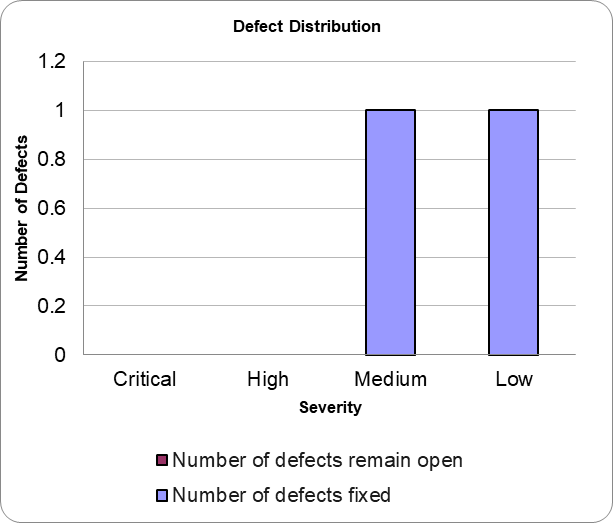 Defect Distribution
1.2
1
0.8
0.6
0.4
0.2
0
Number of Defects
Critical High Medium Low
Severity
Number of defects remain open
Number of defects fixed